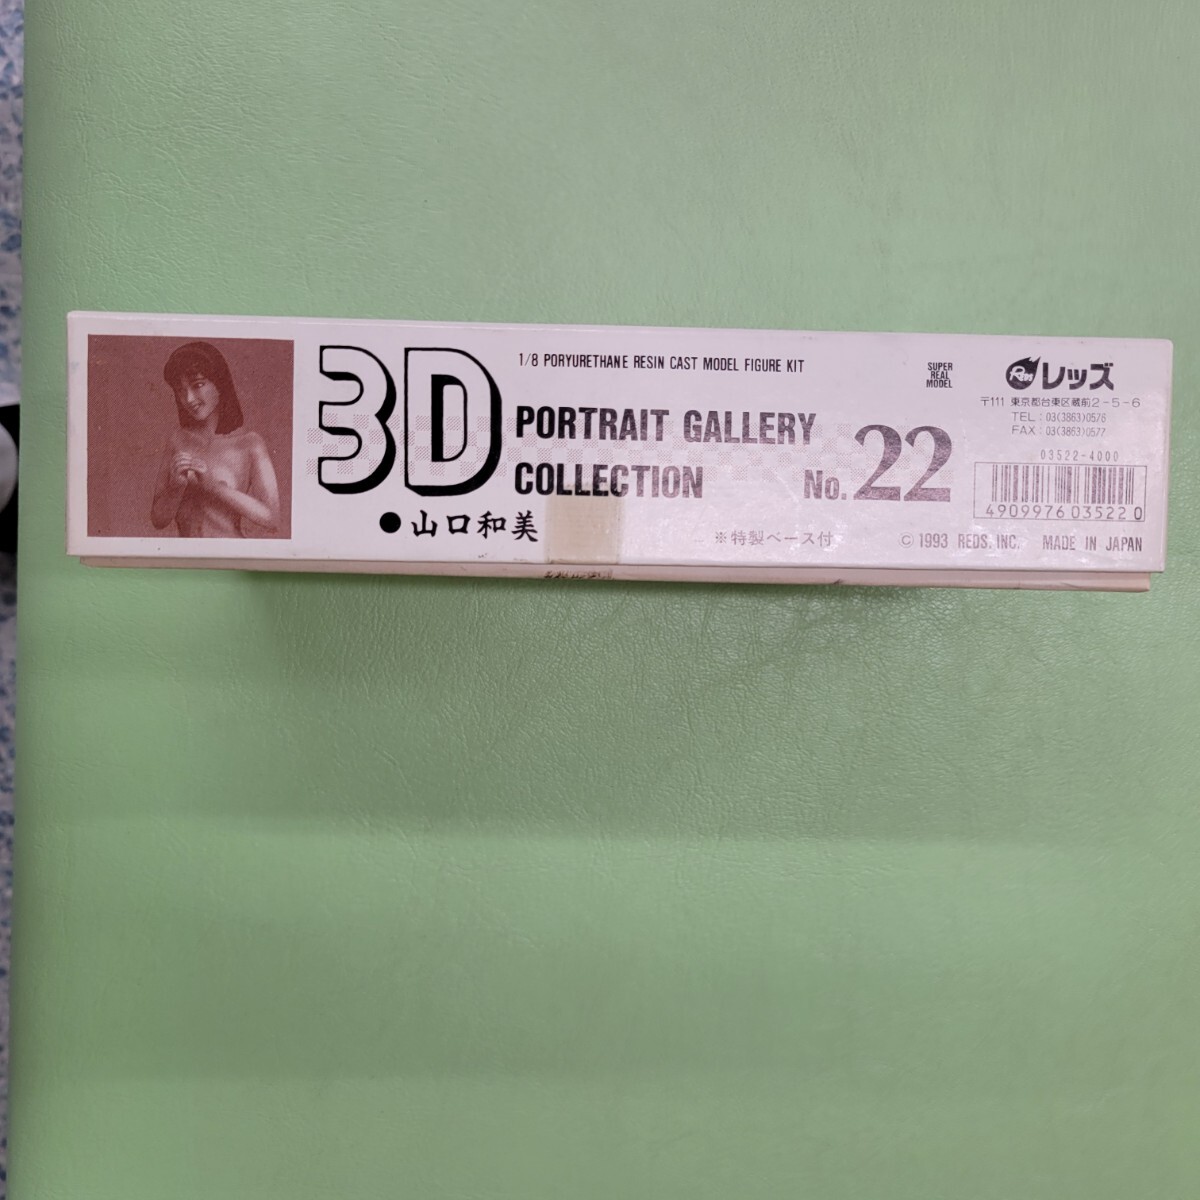 3D
1/8 PORYURETHANE RESIN CAST MODEL FIGURE KIT
PORTRAIT GALLERY
COLLECTION
No.22
●山口和美
※特製ベース付
SUPER
REAL
MODEL
レッズ
〒111 東京都台東区蔵前2-5-6
TEL:03(3863)0576
FAX:03(3863)0577
03522-4000
4909976035220
© 1993 REDS. INC. MADE IN JAPAN